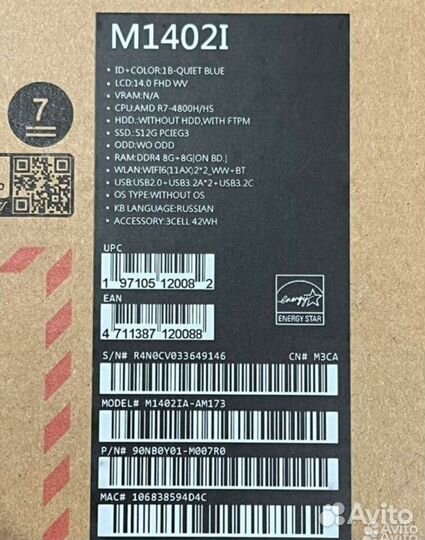 M1402I
• ID+COLOR:1B-QUIET BLUE
• LCD:14.0 FHD WV
• VRAM:N/A
• CPU:AMD R7-4800H/HS
• HDD.:WITHOUT HDD,WITH FTPM
• SSD.:512G PCIEG3
• ODD:WO ODD
• RAM:DDR4 8G+8G[ON BD.]
• WLAN:WIFI6(11AX)2*2_WW+BT
• USB:USB2.0+USB3.2A*2+USB3.2C
• OS TYPE:WITHOUT OS
• KB LANGUAGE:RUSSIAN
• ACCESSORY:3CELL 42WH
7
UPC
1 97105 12008 2
EAN
4 711387 120088
energy
ENERGY STAR
S/N# R4N0CV033649146 CN# M3CA
MODEL# M1402IA-AM173
P/N# 90NB0Y01-M007R0
MAC# 106838594D4C
Avito
Avito